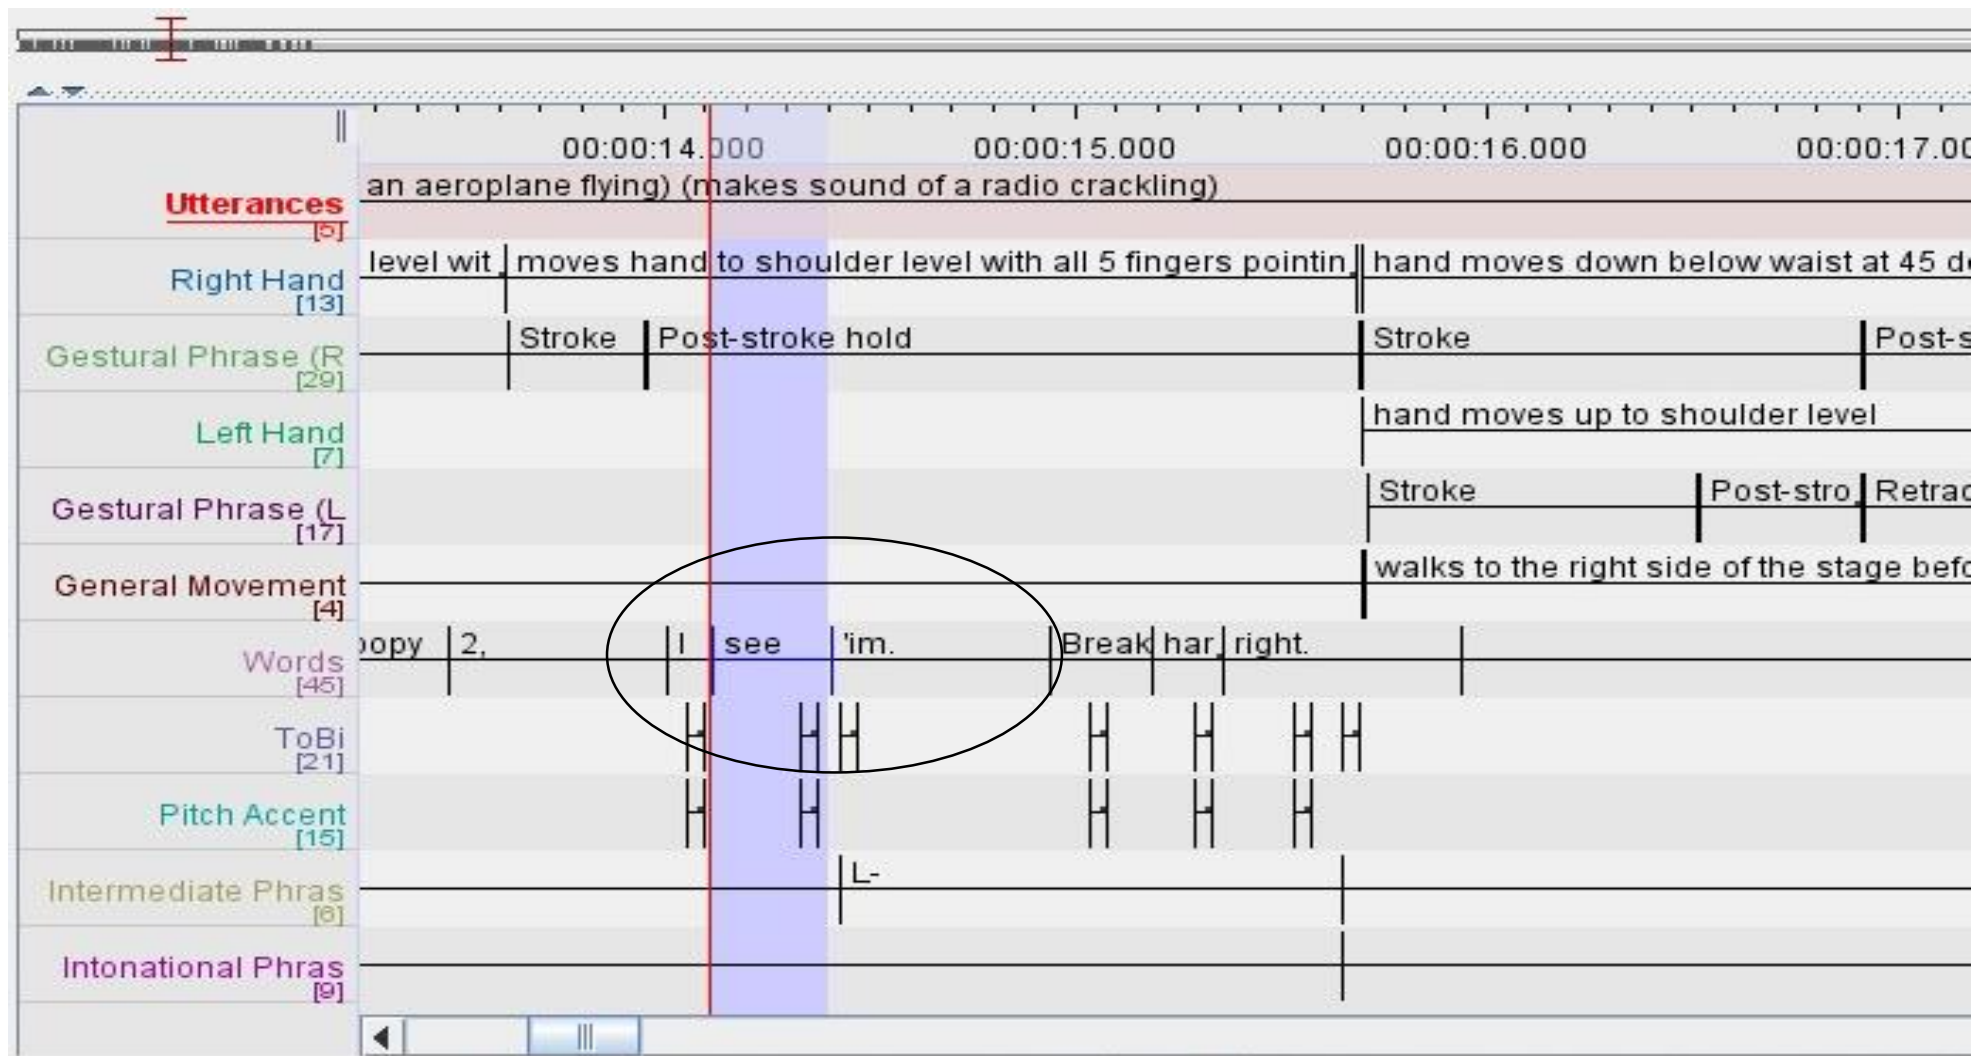 00:00:14.000 00:00:15.000 00:00:16.000 00:00:17.00
Utterances an aeroplane flying) (makes sound of a radio crackling)
[5]
Right Hand level wit moves hand to shoulder level with all 5 fingers pointin hand moves down below waist at 45 d
[13]
Gestural Phrase (R Stroke Post-stroke hold Stroke Post-s
[29]
Left Hand hand moves up to shoulder level
[7]
Gestural Phrase (L Stroke Post-stro Retrac
[17]
General Movement walks to the right side of the stage befo
[4]
Words oopy 2, I see 'im. Break har right.
[45]
ToBi
[21]
Pitch Accent
[15]
Intermediate Phras L-
[6]
Intonational Phras
[9]